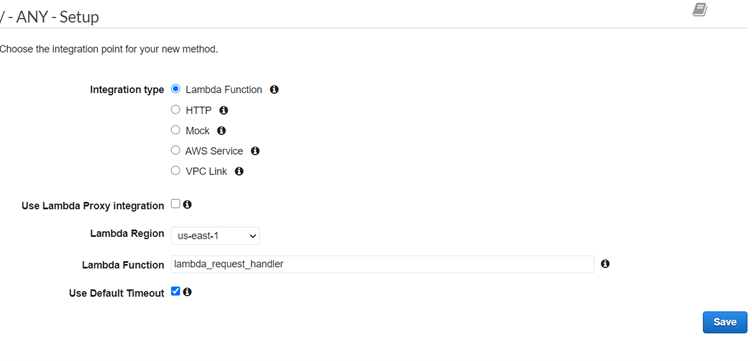 / - ANY - Setup
Choose the integration point for your new method.
Integration type Lambda Function
HTTP
Mock
AWS Service
VPC Link
Use Lambda Proxy integration
Lambda Region us-east-1
Lambda Function lambda_request_handler
Use Default Timeout
Save